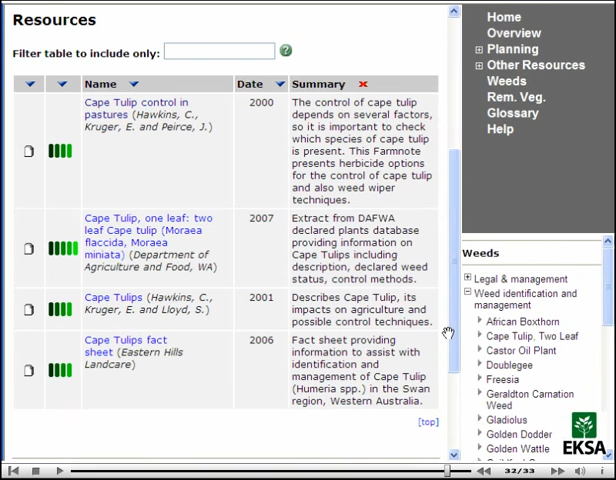 Resources
Filter table to include only:
?
Name Date Summary
Cape Tulip control in
pastures (Hawkins, C.,
Kruger, E. and Peirce, J.)
2000
The control of cape tulip
depends on several factors,
so it is important to check
which species of cape tulip
is present. This Farmnote
presents herbicide options
for the control of cape tulip
and also weed wiper
techniques.
Cape Tulip, one leaf: two
leaf Cape tulip (Moraea
flaccida, Moraea
miniata) (Department of
Agriculture and Food, WA)
2007
Extract from DAFWA
declared plants database
providing information on
Cape Tulips including
description, declared weed
status, control methods.
Cape Tulips (Hawkins, C.,
Kruger, E. and Lloyd, S.)
2001
Describes Cape Tulip, its
impacts on agriculture and
possible control techniques.
Cape Tulips fact
sheet (Eastern Hills
Landcare)
2006
Fact sheet providing
information to assist with
identification and
management of Cape Tulip
(Humeria spp.) in the Swan
region, Western Australia.
[top]
Home
Overview
Planning
Other Resources
Weeds
Rem. Veg.
Glossary
Help
Weeds
Legal & management
Weed identification and
management
African Boxthorn
Cape Tulip, Two Leaf
Castor Oil Plant
Doublegee
Freesia
Geraldton Carnation
Weed
Gladiolus
Golden Dodder
Golden Wattle
EKSA
32/33
i